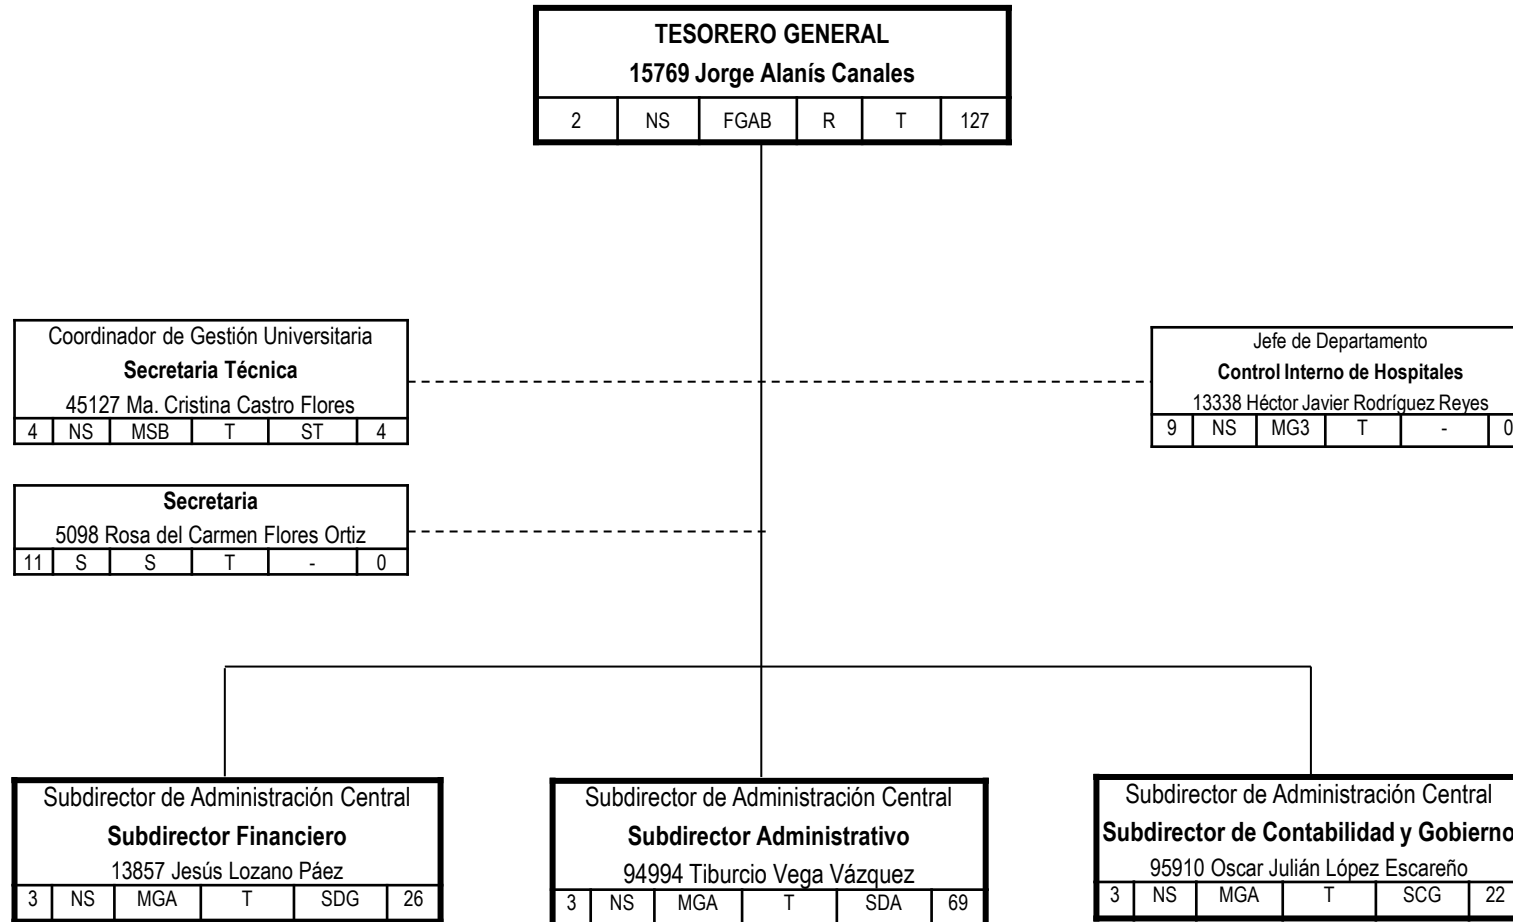 TESORERO GENERAL
15769 Jorge Alanís Canales
2 NS FGAB R T 127
Coordinador de Gestión Universitaria
Secretaria Técnica
45127 Ma. Cristina Castro Flores
4 NS MSB T ST 4
Jefe de Departamento
Control Interno de Hospitales
13338 Héctor Javier Rodríguez Reyes
9 NS MG3 T - 0
Secretaria
5098 Rosa del Carmen Flores Ortiz
11 S S T - 0
Subdirector de Administración Central
Subdirector Financiero
13857 Jesús Lozano Páez
3 NS MGA T SDG 26
Subdirector de Administración Central
Subdirector Administrativo
94994 Tiburcio Vega Vázquez
3 NS MGA T SDA 69
Subdirector de Administración Central
Subdirector de Contabilidad y Gobierno
95910 Oscar Julián López Escareño
3 NS MGA T SCG 22